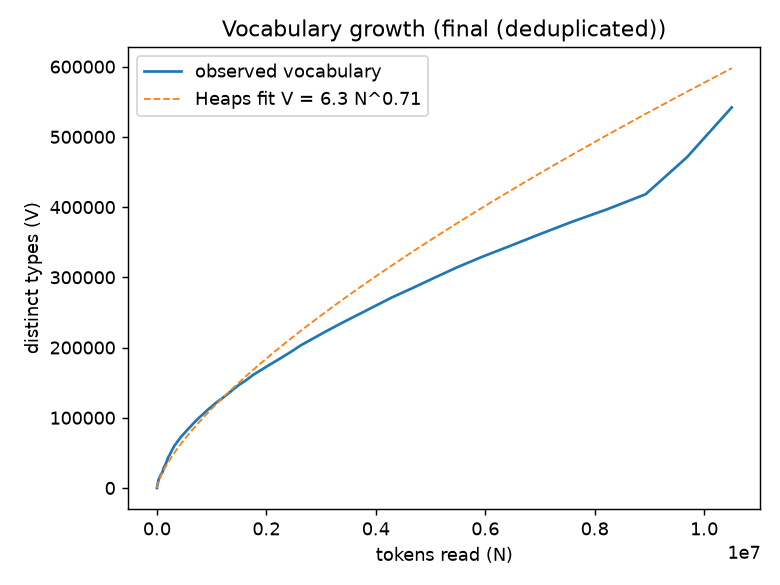 Vocabulary growth (final (deduplicated))
observed vocabulary
Heaps fit V = 6.3 N^0.71
distinct types (V)
600000
500000
400000
300000
200000
100000
0
0.0 0.2 0.4 0.6 0.8 1.0
1e7
tokens read (N)